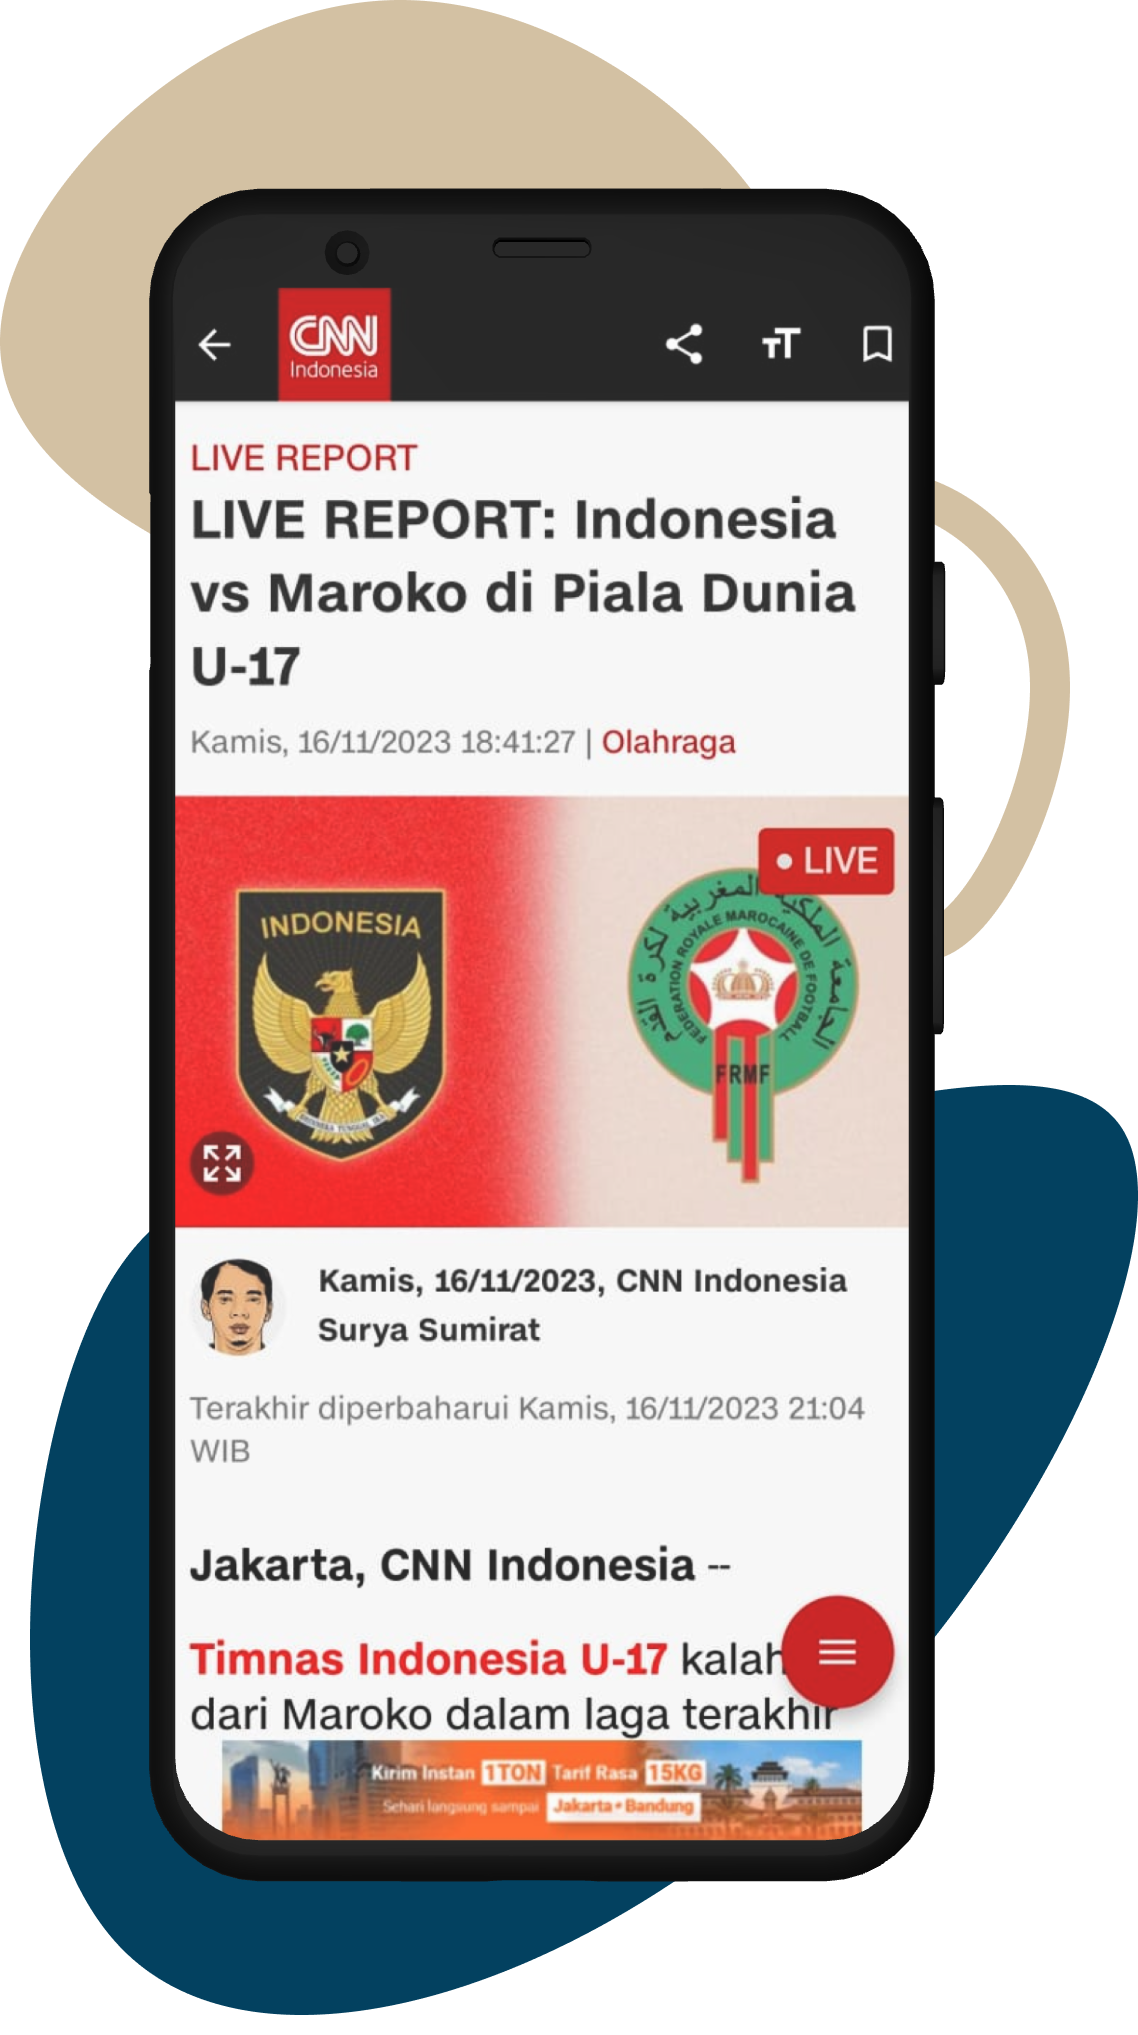 CNN
Indonesia
LIVE REPORT
LIVE REPORT: Indonesia
vs Maroko di Piala Dunia
U-17
Kamis, 16/11/2023 18:41:27 | Olahraga
LIVE
INDONESIA
الجامعة الملكية المغربية لكرة القدم
FEDERATION ROYALE MAROCAINE DE FOOTBALL
FRMF
Kamis, 16/11/2023, CNN Indonesia
Surya Sumirat
Terakhir diperbaharui Kamis, 16/11/2023 21:04
WIB
Jakarta, CNN Indonesia --
Timnas Indonesia U-17 kalah
dari Maroko dalam laga terakhir
Kirim Instan 1TON Tarif Rasa 15KG
Sehari langsung sampai Jakarta • Bandung